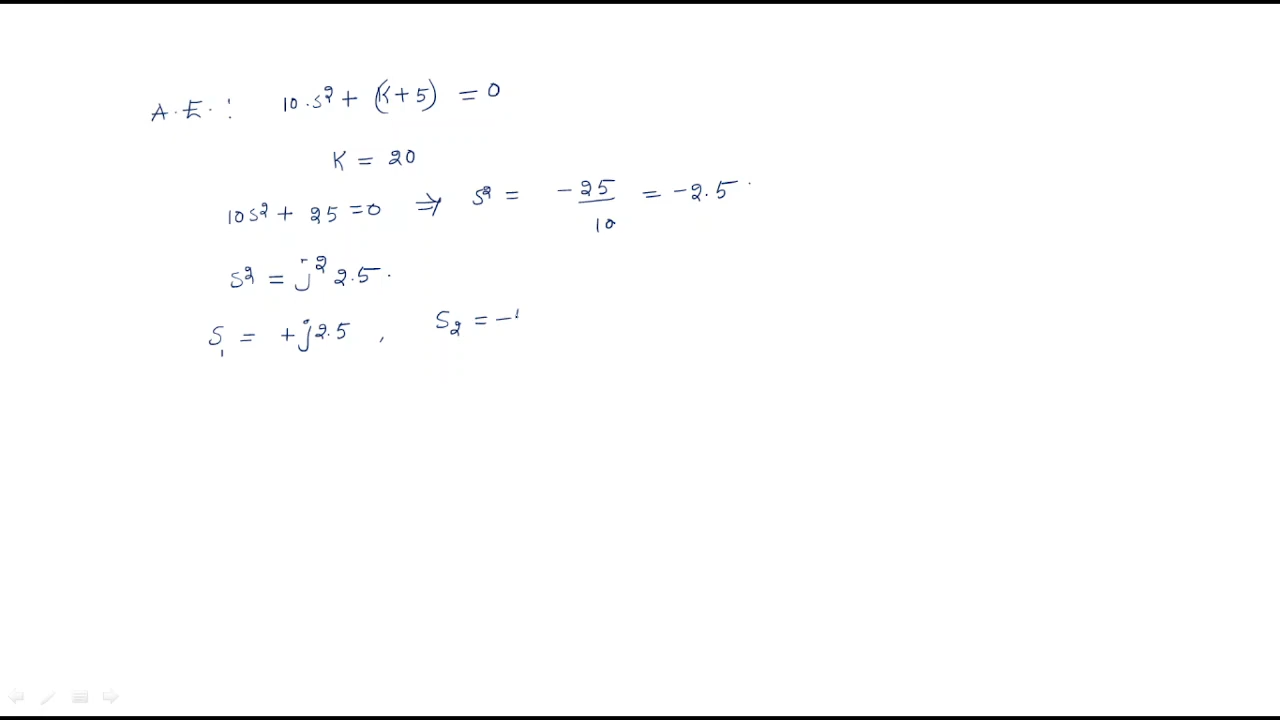 A.E.: 10.s² + (K+5) = 0
K = 20
10s² + 25 = 0 ⇒ s² = -25/10 = -2.5.
s² = j² 2.5.
S₁ = +j2.5 , S₂ = -